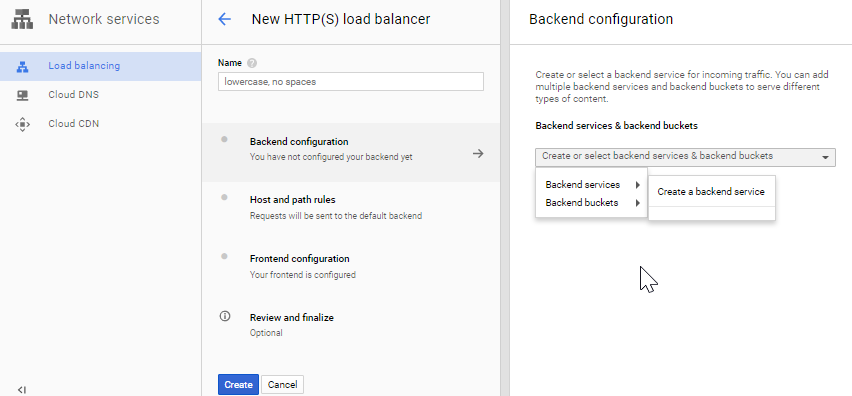 Network services
Load balancing
Cloud DNS
Cloud CDN
New HTTP(S) load balancer
Name
lowercase, no spaces
Backend configuration
You have not configured your backend yet
Host and path rules
Requests will be sent to the default backend
Frontend configuration
Your frontend is configured
Review and finalize
Optional
Create Cancel
Backend configuration
Create or select a backend service for incoming traffic. You can add
multiple backend services and backend buckets to serve different
types of content.
Backend services & backend buckets
Create or select backend services & backend buckets
Backend services
Backend buckets
Create a backend service